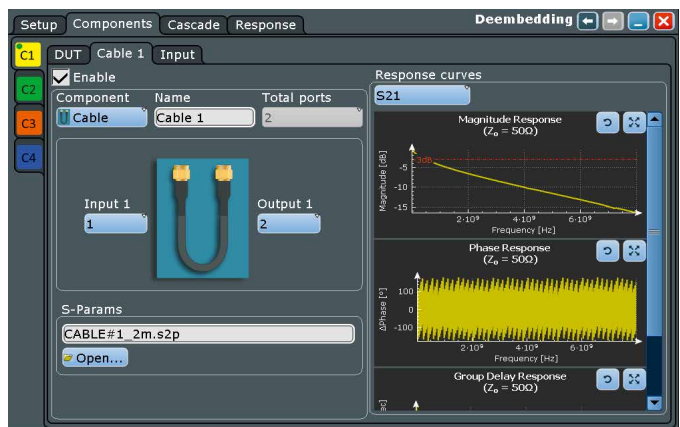 Setup Components Cascade Response Deembedding
C1 DUT Cable 1 Input
Enable Response curves
C2
Component Name Total ports S21
C3 Cable Cable 1 2
C4
Magnitude Response
(Z₀ = 50Ω)
Magnitude [dB]
-3dB
-5
-10
-15
2·10⁹ 4·10⁹ 6·10⁹
Frequency [Hz]
Input 1 Output 1
1 2
Phase Response
(Z₀ = 50Ω)
ΔPhase [°]
100
0
-100
2·10⁹ 4·10⁹ 6·10⁹
Frequency [Hz]
S-Params
CABLE#1_2m.s2p
Open...
Group Delay Response
(Z₀ = 50Ω)